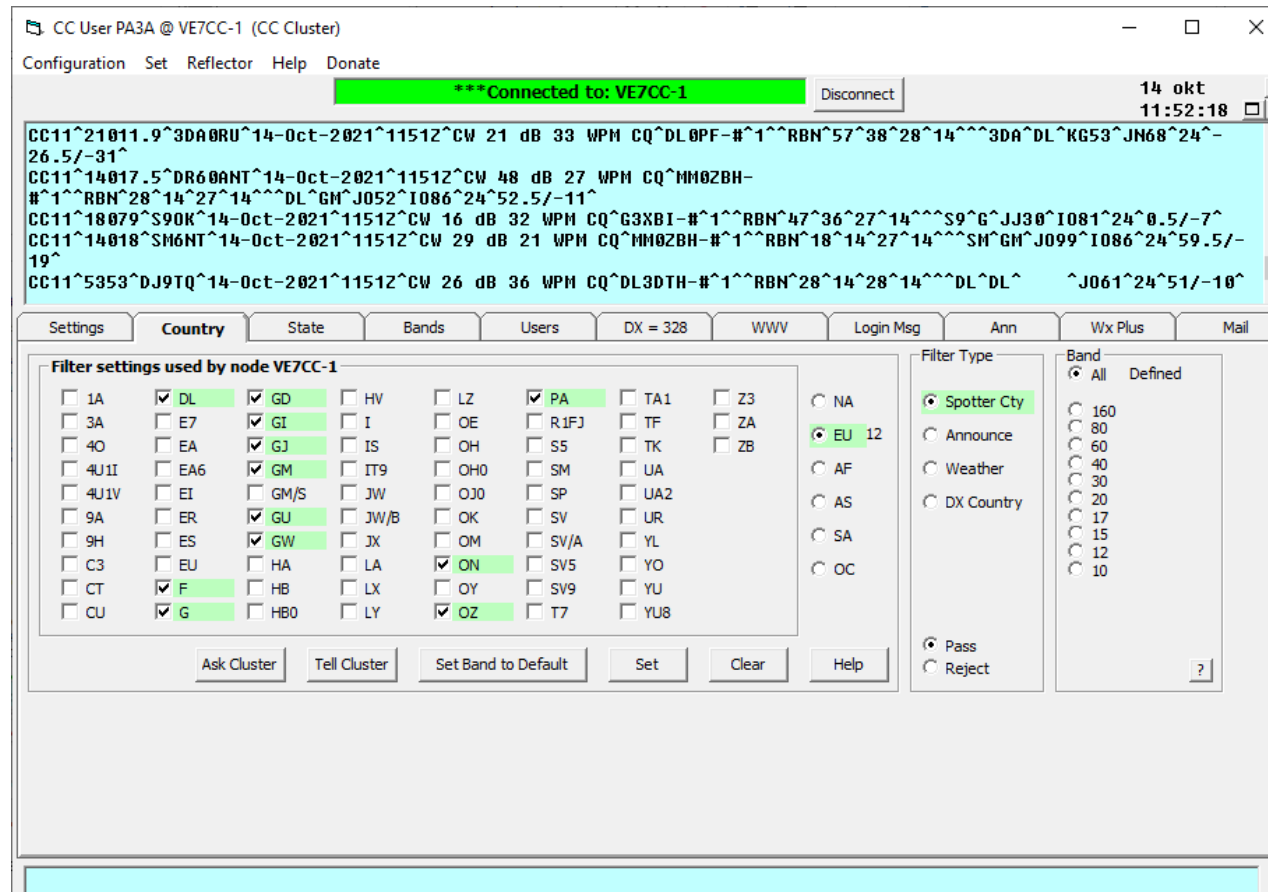 CC User PA3A @ VE7CC-1 (CC Cluster)
Configuration Set Reflector Help Donate
***Connected to: VE7CC-1 Disconnect 14 okt
11:52:18
CC11^21011.9^3DA0RU^14-Oct-2021^1151Z^CW 21 dB 33 WPM CQ^DL0PF-#^1^^RBN^57^38^28^14^^^3DA^DL^KG53^JN68^24^-
26.5/-31^
CC11^14017.5^DR60ANT^14-Oct-2021^1151Z^CW 48 dB 27 WPM CQ^MM0ZBH-
#^1^^RBN^28^14^27^14^^^DL^GM^JO52^IO86^24^52.5/-11^
CC11^18079^S9OK^14-Oct-2021^1151Z^CW 16 dB 32 WPM CQ^G3XBI-#^1^^RBN^47^36^27^14^^^S9^G^JJ30^IO81^24^0.5/-7^
CC11^14018^SM6NT^14-Oct-2021^1151Z^CW 29 dB 21 WPM CQ^MM0ZBH-#^1^^RBN^18^14^27^14^^^SM^GM^JO99^IO86^24^59.5/-
19^
CC11^5353^DJ9TQ^14-Oct-2021^1151Z^CW 26 dB 36 WPM CQ^DL3DTH-#^1^^RBN^28^14^28^14^^^DL^DL^ ^JO61^24^51/-10^
Settings Country State Bands Users DX = 328 WWV Login Msg Ann Wx Plus Mail
Filter settings used by node VE7CC-1 Filter Type Band
All Defined
1A DL GD HV LZ PA TA1 Z3 NA Spotter Cty 160
3A E7 GI I OE R1FJ TF ZA EU 12 Announce 80
4O EA GJ IS OH S5 TK ZB 60
4U1I EA6 GM IT9 OH0 SM UA AF Weather 40
4U1V EI GM/S JW OJ0 SP UA2 AS DX Country 30
9A ER GU JW/B OK SV UR 20
9H ES GW JX OM SV/A YL SA 17
C3 EU HA LA ON SV5 YO OC 15
CT F HB LX OY SV9 YU 12
CU G HB0 LY OZ T7 YU8 10
Ask Cluster Tell Cluster Set Band to Default Set Clear Help Pass
Reject ?